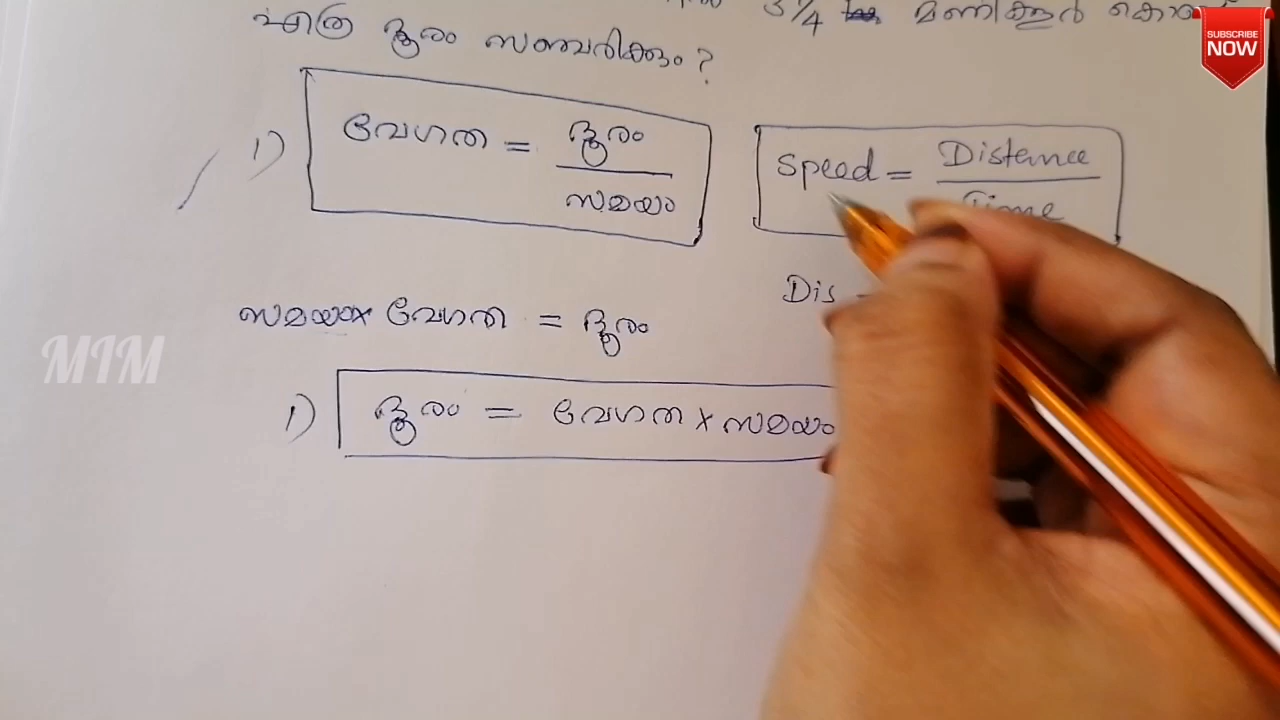 3/4 മണിക്കൂർ
SUBSCRIBE
NOW
എത്ര ദൂരം സഞ്ചരിക്കും ?
1) വേഗത = ദൂരം / സമയം
Speed = Distance / Time
Dis
സമയം × വേഗത = ദൂരം
MIM
1) ദൂരം = വേഗത × സമയം